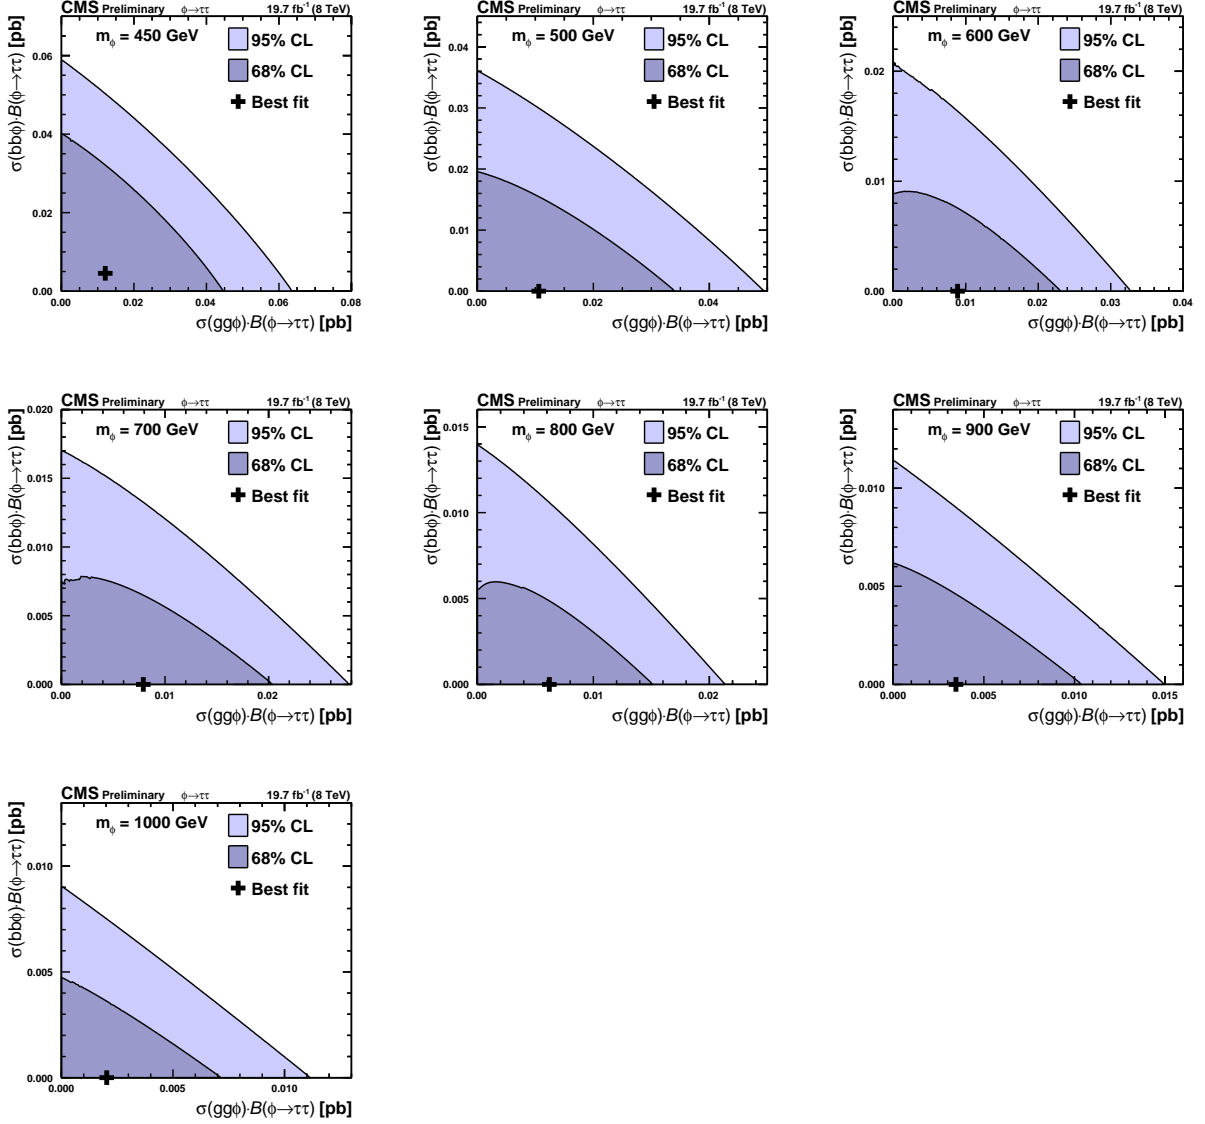 CMS Preliminary ϕ→ττ 19.7 fb⁻¹ (8 TeV)
m_ϕ = 450 GeV
95% CL
68% CL
Best fit
σ(bbϕ)·B(ϕ→ττ) [pb]
0.06
0.04
0.02
0.00
0.00 0.02 0.04 0.06 0.08
σ(ggϕ)·B(ϕ→ττ) [pb]
CMS Preliminary ϕ→ττ 19.7 fb⁻¹ (8 TeV)
m_ϕ = 500 GeV
95% CL
68% CL
Best fit
σ(bbϕ)·B(ϕ→ττ) [pb]
0.04
0.03
0.02
0.01
0.00
0.00 0.02 0.04
σ(ggϕ)·B(ϕ→ττ) [pb]
CMS Preliminary ϕ→ττ 19.7 fb⁻¹ (8 TeV)
m_ϕ = 600 GeV
95% CL
68% CL
Best fit
σ(bbϕ)·B(ϕ→ττ) [pb]
0.02
0.01
0.00
0.00 0.01 0.02 0.03 0.04
σ(ggϕ)·B(ϕ→ττ) [pb]
CMS Preliminary ϕ→ττ 19.7 fb⁻¹ (8 TeV)
m_ϕ = 700 GeV
95% CL
68% CL
Best fit
σ(bbϕ)·B(ϕ→ττ) [pb]
0.020
0.015
0.010
0.005
0.000
0.00 0.01 0.02
σ(ggϕ)·B(ϕ→ττ) [pb]
CMS Preliminary ϕ→ττ 19.7 fb⁻¹ (8 TeV)
m_ϕ = 800 GeV
95% CL
68% CL
Best fit
σ(bbϕ)·B(ϕ→ττ) [pb]
0.015
0.010
0.005
0.000
0.00 0.01 0.02
σ(ggϕ)·B(ϕ→ττ) [pb]
CMS Preliminary ϕ→ττ 19.7 fb⁻¹ (8 TeV)
m_ϕ = 900 GeV
95% CL
68% CL
Best fit
σ(bbϕ)·B(ϕ→ττ) [pb]
0.010
0.005
0.000
0.000 0.005 0.010 0.015
σ(ggϕ)·B(ϕ→ττ) [pb]
CMS Preliminary ϕ→ττ 19.7 fb⁻¹ (8 TeV)
m_ϕ = 1000 GeV
95% CL
68% CL
Best fit
σ(bbϕ)·B(ϕ→ττ) [pb]
0.010
0.005
0.000
0.000 0.005 0.010
σ(ggϕ)·B(ϕ→ττ) [pb]